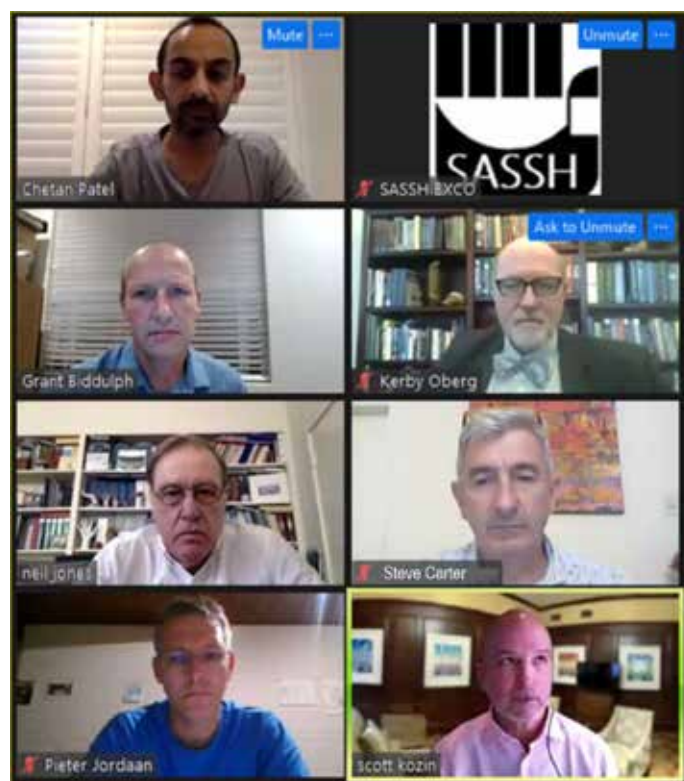 Mute
Unmute
SASSH
Chetan Patel
SASSH EXCO
Ask to Unmute
Grant Biddulph
Kerby Oberg
neil jones
Steve Carter
Pieter Jordaan
scott kozin